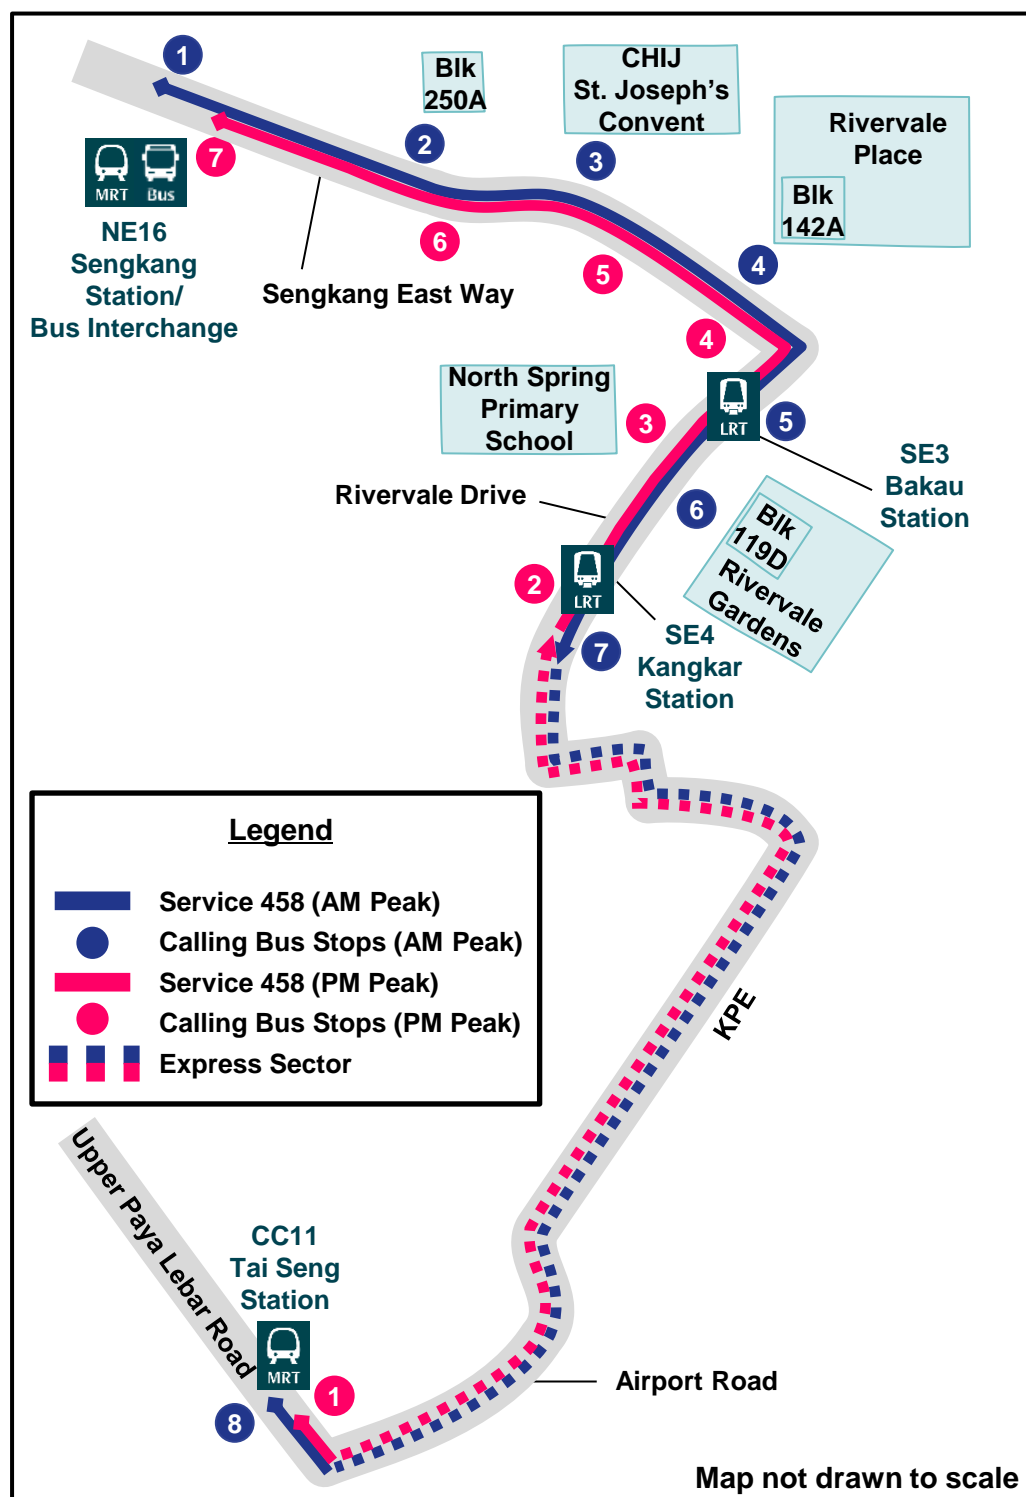 1
Blk
250A
CHIJ
St. Joseph's
Convent
2
3
Rivervale
Place
7
MRT Bus
Blk
142A
NE16
Sengkang
Station/
Bus Interchange
6
5
4
Sengkang East Way
4
North Spring
Primary
School
3
LRT
5
SE3
Bakau
Station
Rivervale Drive
6
Blk
119D
Rivervale
Gardens
2
LRT
7
SE4
Kangkar
Station
Legend
Service 458 (AM Peak)
Calling Bus Stops (AM Peak)
Service 458 (PM Peak)
Calling Bus Stops (PM Peak)
Express Sector
KPE
Upper Paya Lebar Road
CC11
Tai Seng
Station
MRT
1
8
Airport Road
Map not drawn to scale